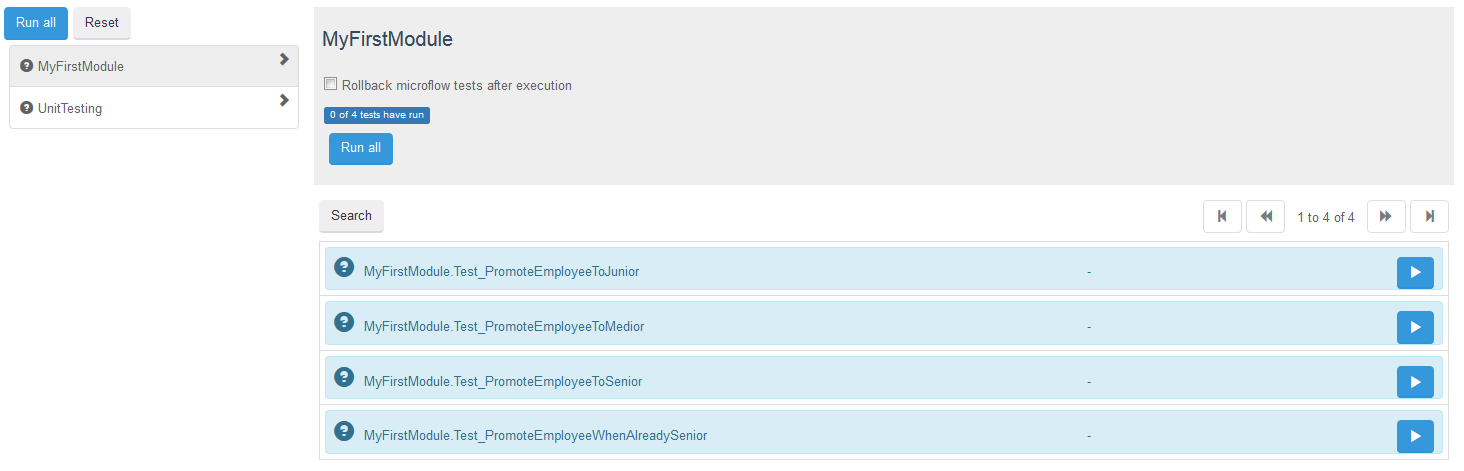 Run all
Reset
MyFirstModule
UnitTesting
MyFirstModule
Rollback microflow tests after execution
0 of 4 tests have run
Run all
Search
1 to 4 of 4
MyFirstModule.Test_PromoteEmployeeToJunior -
MyFirstModule.Test_PromoteEmployeeToMedior -
MyFirstModule.Test_PromoteEmployeeToSenior -
MyFirstModule.Test_PromoteEmployeeWhenAlreadySenior -